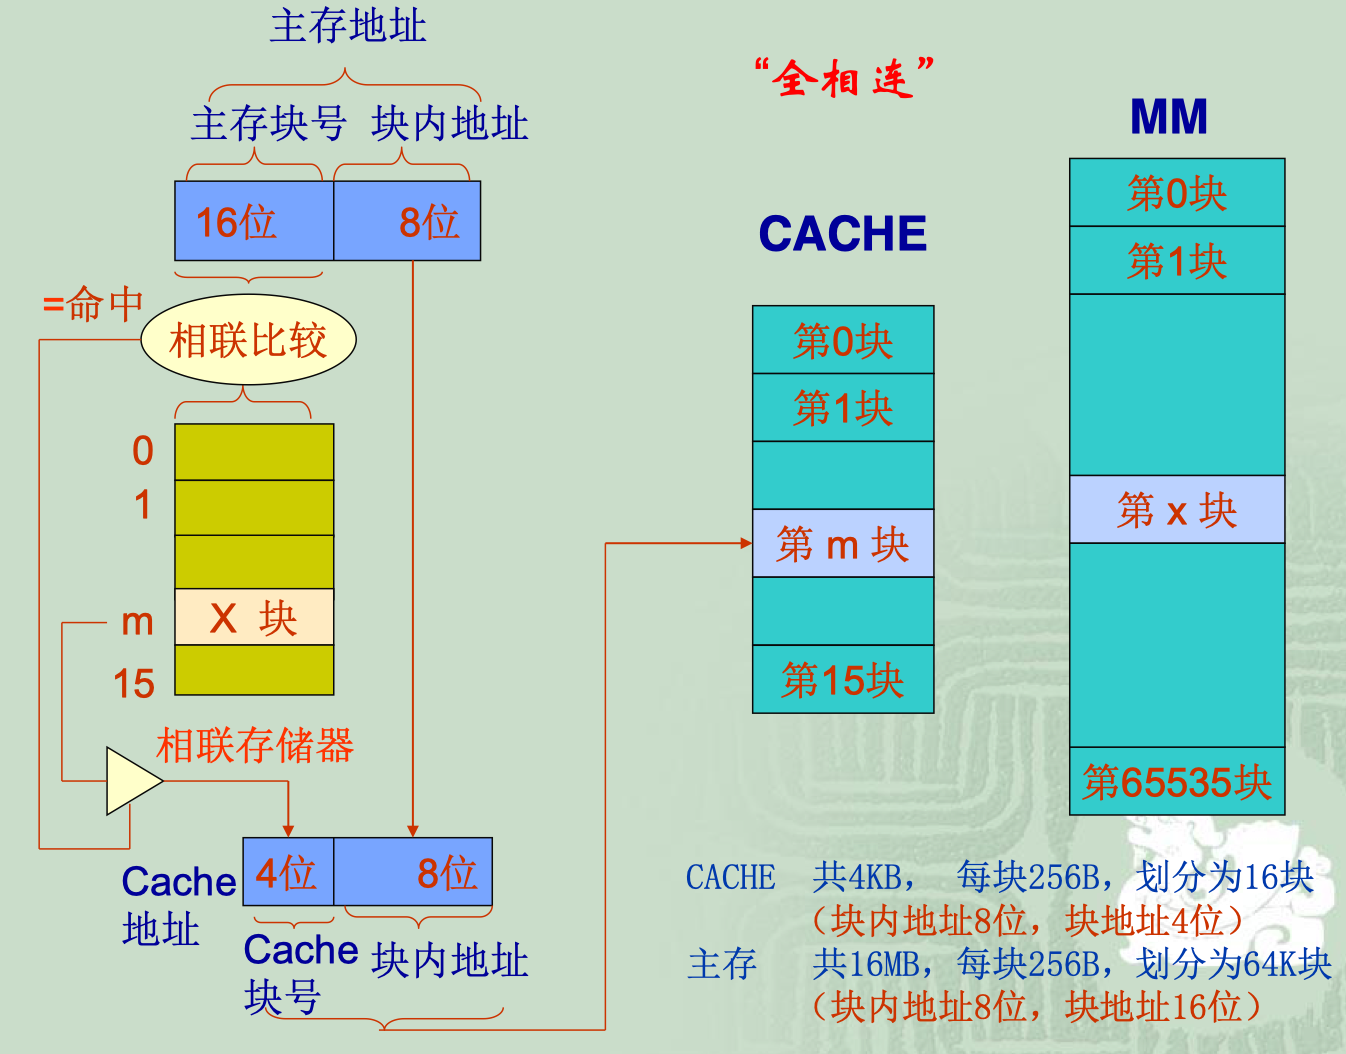 主存地址
主存块号 块内地址
16位 8位
=命中
相联比较
0
1
m X 块
15
相联存储器
4位 8位
Cache
地址
Cache
块号
块内地址
“全相连”
CACHE
第0块
第1块
第 m 块
第15块
MM
第0块
第1块
第 x 块
第65535块
CACHE 共4KB， 每块256B，划分为16块
（块内地址8位，块地址4位）
主存 共16MB，每块256B，划分为64K块
（块内地址8位，块地址16位）